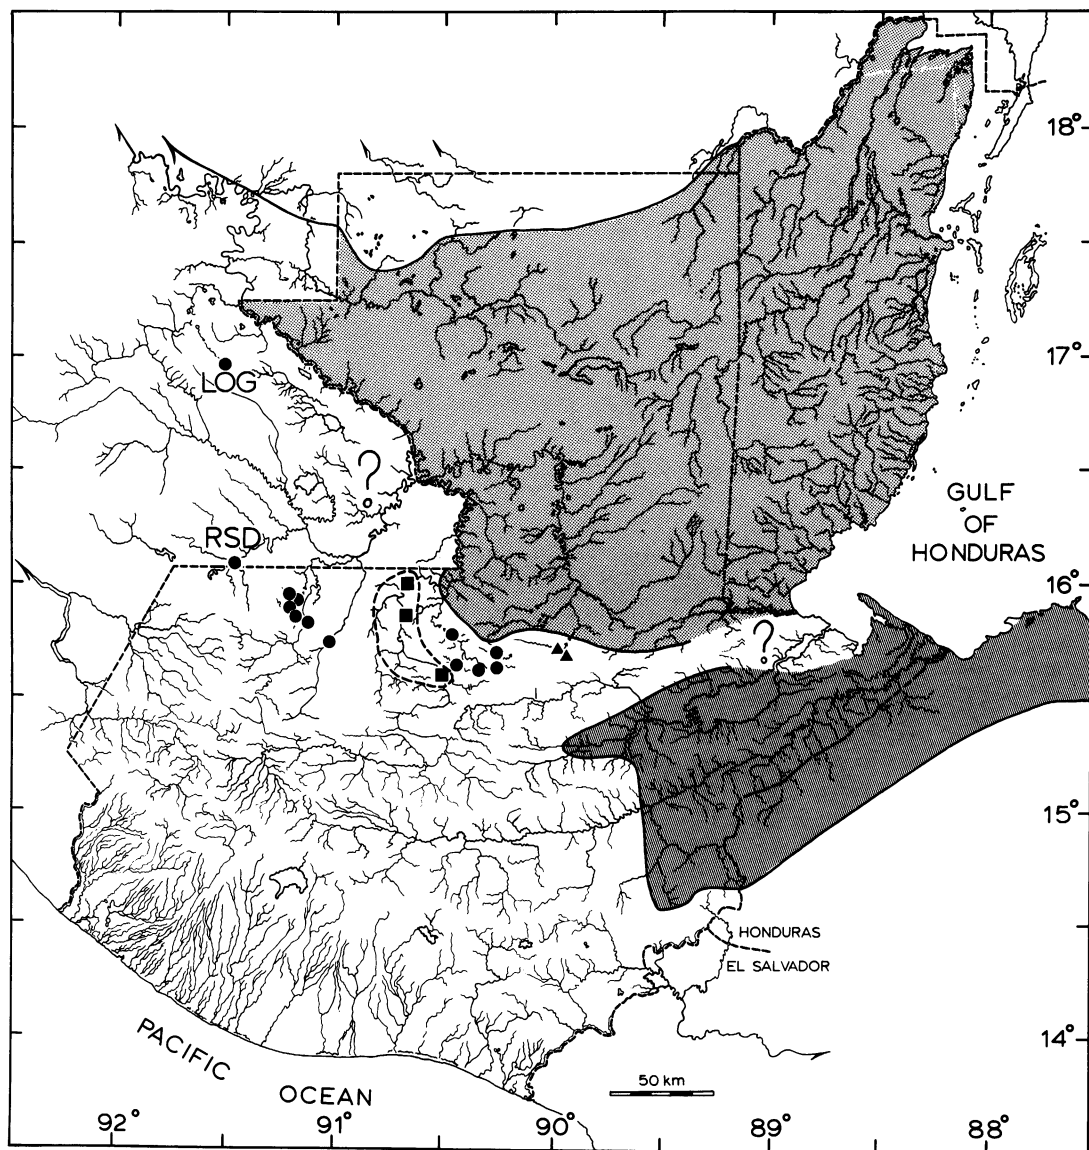 18°
17°
LOG
?
GULF
OF
HONDURAS
RSD
16°
?
15°
HONDURAS
EL SALVADOR
14°
PACIFIC
OCEAN
50 km
92° 91° 90° 89° 88°